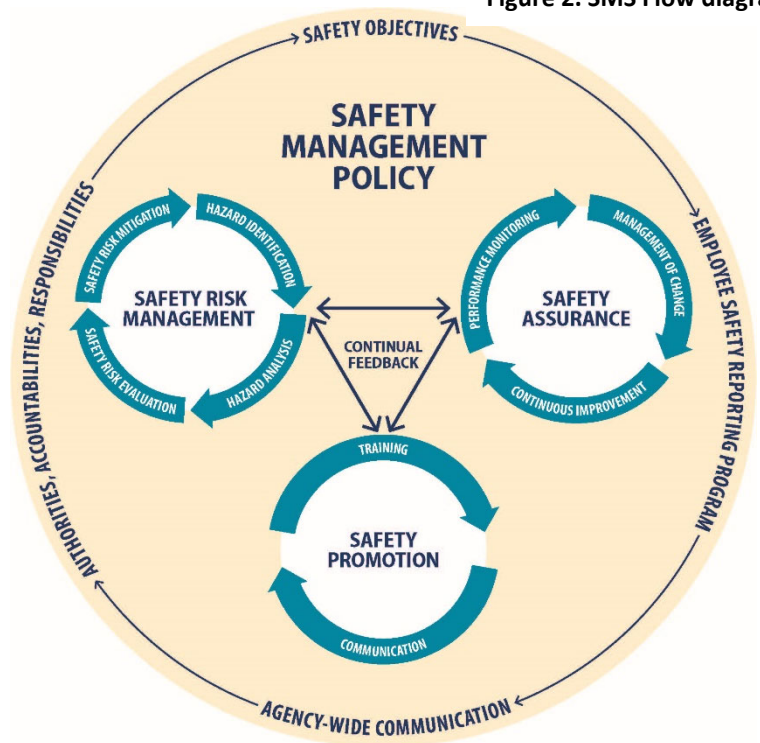 Figure 2. SMS Flow
SAFETY OBJECTIVES
SAFETY
MANAGEMENT
POLICY
AUTHORITIES, ACCOUNTABILITIES, RESPONSIBILITIES
EMPLOYEE SAFETY REPORTING PROGRAM
SAFETY RISK MITIGATION
HAZARD IDENTIFICATION
SAFETY RISK
MANAGEMENT
SAFETY RISK EVALUATION
HAZARD ANALYSIS
CONTINUAL
FEEDBACK
PERFORMANCE MONITORING
MANAGEMENT OF CHANGE
SAFETY
ASSURANCE
CONTINUOUS IMPROVEMENT
TRAINING
SAFETY
PROMOTION
COMMUNICATION
AGENCY-WIDE COMMUNICATION